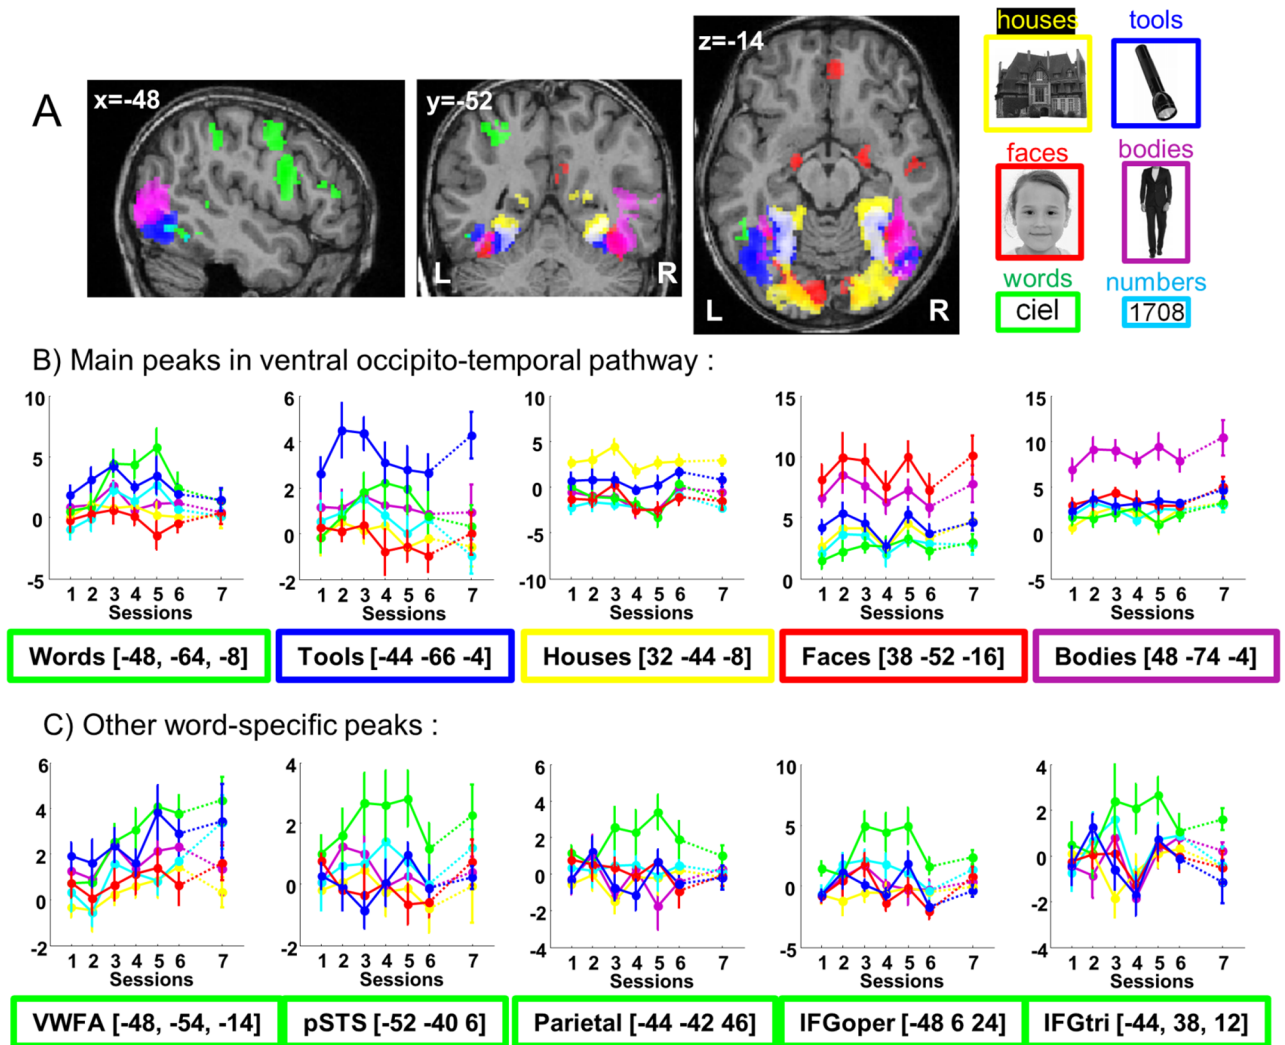 A
x=-48
y=-52
L
R
z=-14
L
R
houses
tools
faces
bodies
words
numbers
ciel
1708
B) Main peaks in ventral occipito-temporal pathway :
10
5
0
-5
1 2 3 4 5 6 7
Sessions
Words [-48, -64, -8]
6
4
2
0
-2
1 2 3 4 5 6 7
Sessions
Tools [-44 -66 -4]
10
5
0
-5
-10
1 2 3 4 5 6 7
Sessions
Houses [32 -44 -8]
15
10
5
0
1 2 3 4 5 6 7
Sessions
Faces [38 -52 -16]
15
10
5
0
-5
1 2 3 4 5 6 7
Sessions
Bodies [48 -74 -4]
C) Other word-specific peaks :
6
4
2
0
-2
1 2 3 4 5 6 7
Sessions
VWFA [-48, -54, -14]
4
2
0
-2
1 2 3 4 5 6 7
Sessions
pSTS [-52 -40 6]
6
4
2
0
-2
-4
1 2 3 4 5 6 7
Sessions
Parietal [-44 -42 46]
10
5
0
-5
1 2 3 4 5 6 7
Sessions
IFGoper [-48 6 24]
4
2
0
-2
-4
1 2 3 4 5 6 7
Sessions
IFGtri [-44, 38, 12]